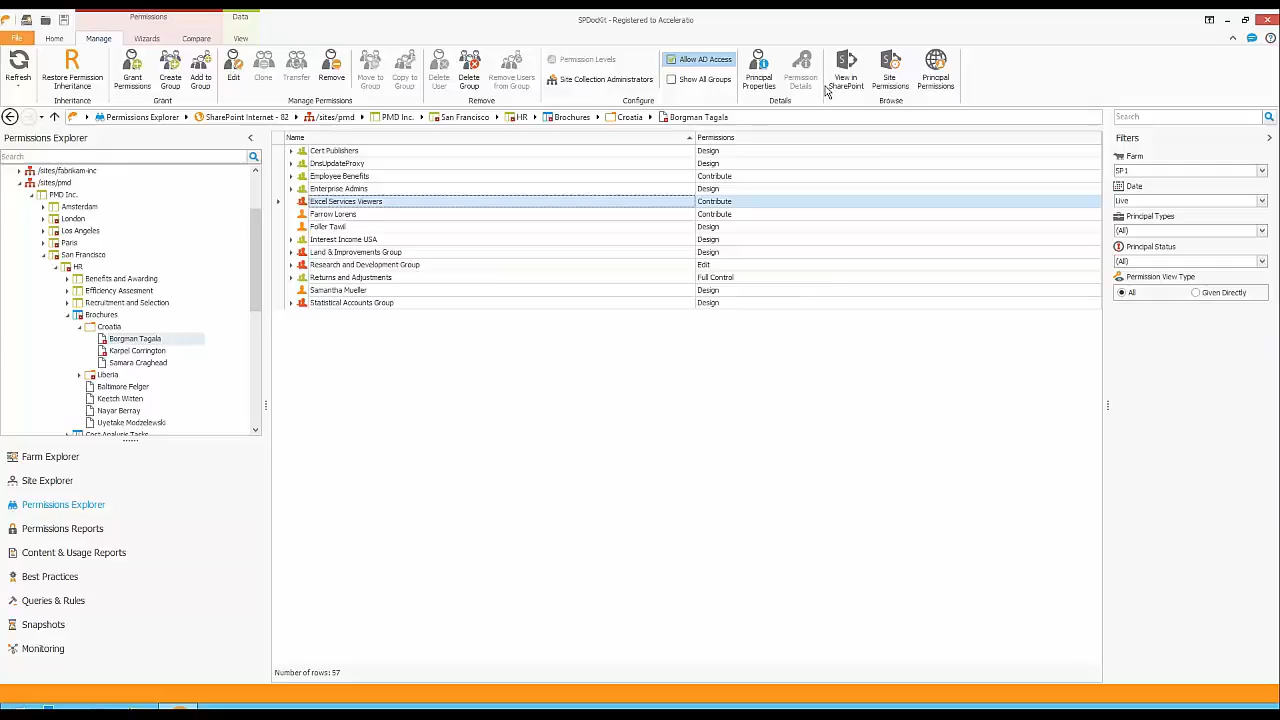 Permissions Data SPDocKit - Registered to Acceleratio
File Home Manage Wizards Compare View
Refresh Restore Permission Inheritance Grant Permissions Create Group Add to Group Edit Clone Transfer Remove Move to Group Copy to Group Delete User Delete Group Remove Users from Group Permission Levels Site Collection Administrators Allow AD Access Show All Groups Principal Properties Permission Details View in SharePoint Site Permissions Principal Permissions
Inheritance Grant Manage Permissions Remove Configure Details Browse
Permissions Explorer SharePoint Internet - 82 /sites/pmd PMD Inc. San Francisco HR Brochures Croatia Borgman Tagala Search
Permissions Explorer
Search
/sites/fabrikam-inc
/sites/pmd
PMD Inc.
Amsterdam
London
Los Angeles
Paris
San Francisco
HR
Benefits and Awarding
Efficiency Assesment
Recruitment and Selection
Brochures
Croatia
Borgman Tagala
Karpel Corrington
Samara Craghead
Liberia
Baltimore Felger
Keetch Witten
Nayar Berray
Uyetake Modzelewski
Cost Analysis Tasks
Farm Explorer
Site Explorer
Permissions Explorer
Permissions Reports
Content & Usage Reports
Best Practices
Queries & Rules
Snapshots
Monitoring
Name Permissions
Cert Publishers Design
DnsUpdateProxy Design
Employee Benefits Contribute
Enterprise Admins Design
Excel Services Viewers Contribute
Farrow Lorens Contribute
Foller Tawil Design
Interest Income USA Design
Land & Improvements Group Design
Research and Development Group Edit
Returns and Adjustments Full Control
Samantha Mueller Design
Statistical Accounts Group Design
Number of rows: 57
Filters
Farm
SP1
Date
Live
Principal Types
(All)
Principal Status
(All)
Permission View Type
All Given Directly